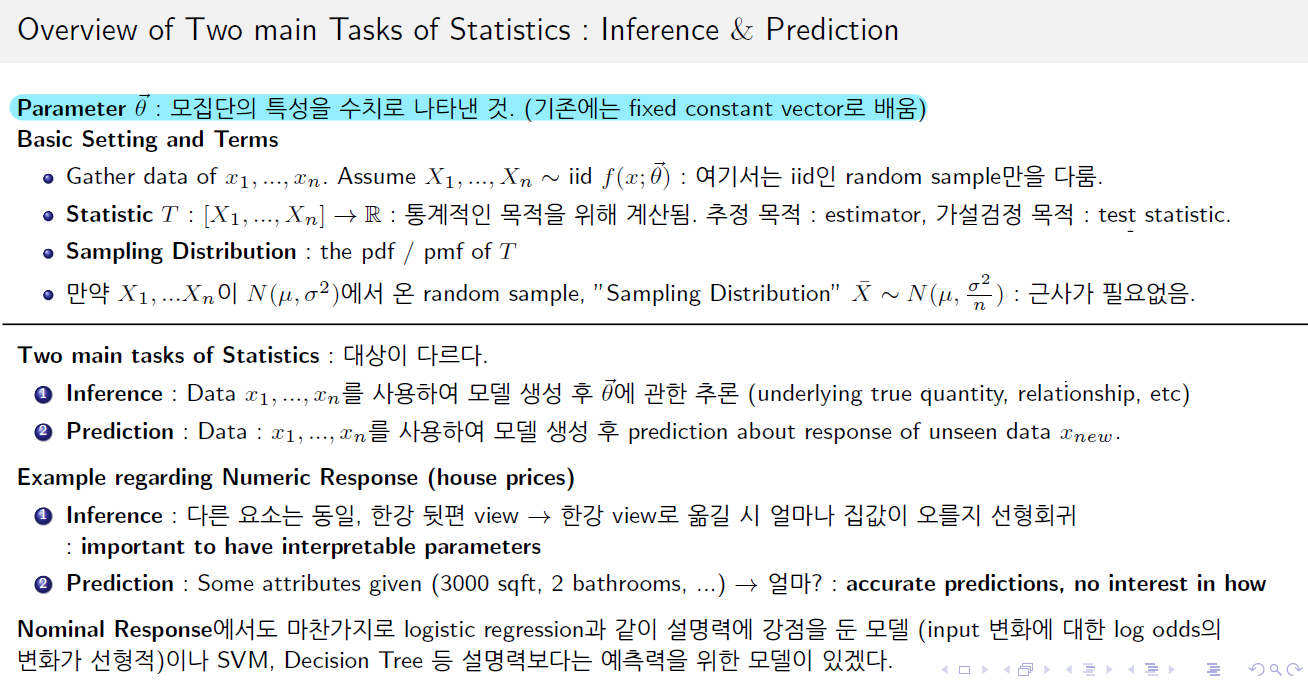 Overview of Two main Tasks of Statistics : Inference & Prediction
Parameter $\vec{\theta}$ : 모집단의 특성을 수치로 나타낸 것. (기존에는 fixed constant vector로 배움)
Basic Setting and Terms
Gather data of $x_1, ..., x_n$. Assume $X_1, ..., X_n \sim$ iid $f(x; \vec{\theta})$ : 여기서는 iid인 random sample만을 다룸.
Statistic $T : [X_1, ..., X_n] \rightarrow \mathbb{R}$ : 통계적인 목적을 위해 계산됨. 추정 목적 : estimator, 가설검정 목적 : test statistic.
Sampling Distribution : the pdf / pmf of $T$
만약 $X_1, ...X_n$이 $N(\mu, \sigma^2)$에서 온 random sample, "Sampling Distribution" $\bar{X} \sim N(\mu, \frac{\sigma^2}{n})$ : 근사가 필요없음.
Two main tasks of Statistics : 대상이 다르다.
1 Inference : Data $x_1, ..., x_n$를 사용하여 모델 생성 후 $\vec{\theta}$에 관한 추론 (underlying true quantity, relationship, etc)
2 Prediction : Data : $x_1, ..., x_n$를 사용하여 모델 생성 후 prediction about response of unseen data $x_{new}$.
Example regarding Numeric Response (house prices)
1 Inference : 다른 요소는 동일, 한강 뒷편 view → 한강 view로 옮길 시 얼마나 집값이 오를지 선형회귀
: important to have interpretable parameters
2 Prediction : Some attributes given (3000 sqft, 2 bathrooms, ...) → 얼마? : accurate predictions, no interest in how
Nominal Response에서도 마찬가지로 logistic regression과 같이 설명력에 강점을 둔 모델 (input 변화에 대한 log odds의
변화가 선형적)이나 SVM, Decision Tree 등 설명력보다는 예측력을 위한 모델이 있겠다.